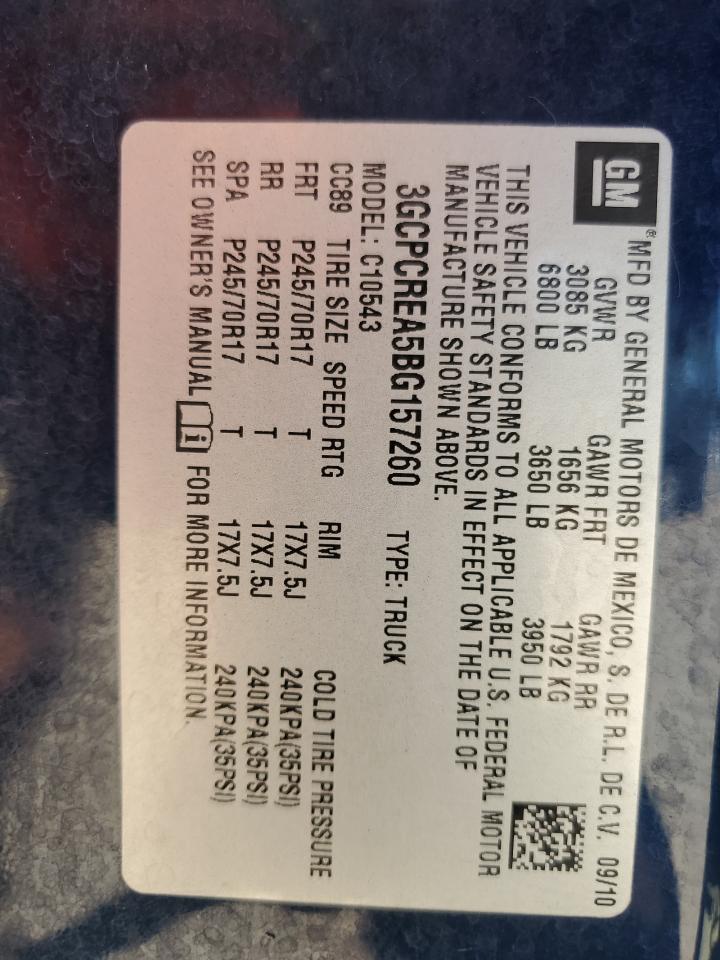 GM ® MFD BY GENERAL MOTORS DE MEXICO, S. DE R.L. DE C.V. 09/10
GVWR GAWR FRT GAWR RR
3085 KG 1656 KG 1792 KG
6800 LB 3650 LB 3950 LB
THIS VEHICLE CONFORMS TO ALL APPLICABLE U.S. FEDERAL MOTOR
VEHICLE SAFETY STANDARDS IN EFFECT ON THE DATE OF
MANUFACTURE SHOWN ABOVE.
3GCPCREA5BG157260 TYPE: TRUCK
MODEL: C10543
CC89 TIRE SIZE SPEED RTG RIM COLD TIRE PRESSURE
FRT P245/70R17 T 17X7.5J 240KPA(35PSI)
RR P245/70R17 T 17X7.5J 240KPA(35PSI)
SPA P245/70R17 T 17X7.5J 240KPA(35PSI)
SEE OWNER'S MANUAL i FOR MORE INFORMATION.